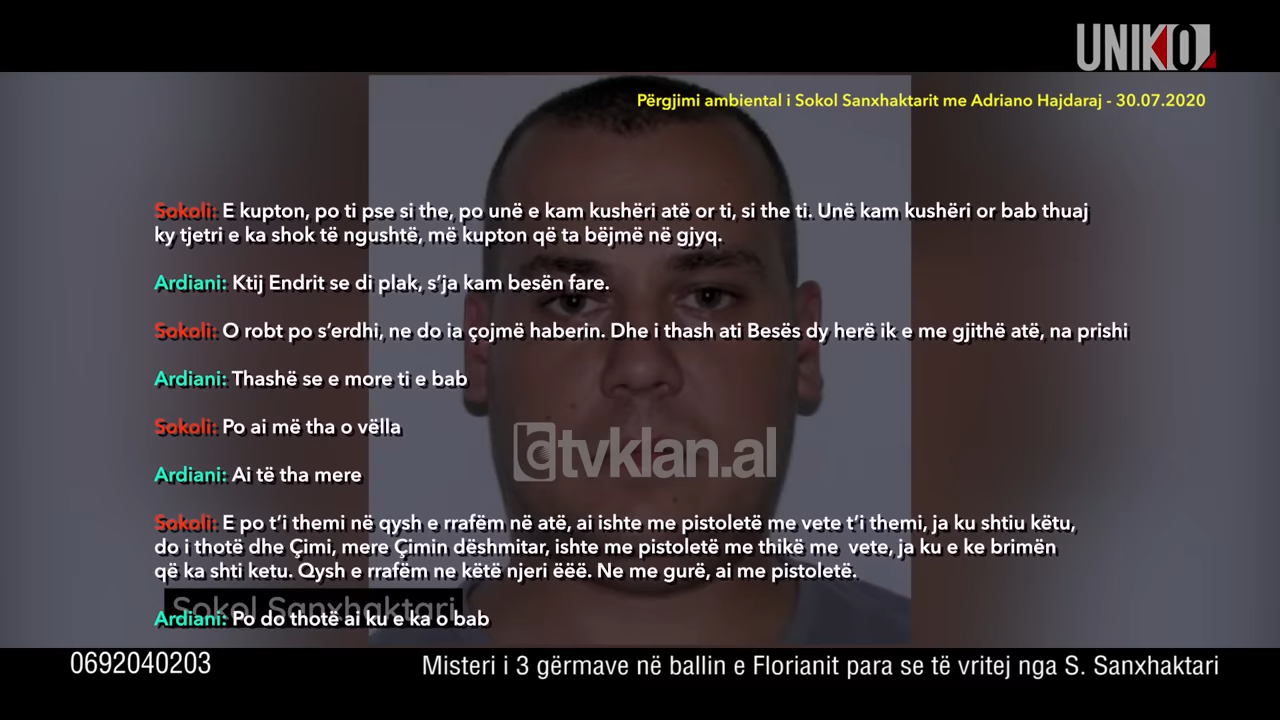 UNIKO
Përgjimi ambiental i Sokol Sanxhaktarit me Adriano Hajdaraj - 30.07.2020
Sokoli: E kupton, po ti pse si the, po unë e kam kushëri atë or ti, si the ti. Unë kam kushëri or bab thuaj
ky tjetri e ka shok të ngushtë, më kupton që ta bëjmë në gjyq.
Ardiani: Ktij Endrit se di plak, s’ja kam besën fare.
Sokoli: O robt po s’erdhi, ne do ia çojmë haberin. Dhe i thash ati Besës dy herë ik e me gjithë atë, na prishi
Ardiani: Thashë se e more ti e bab
Sokoli: Po ai më tha o vëlla
Ardiani: Ai të tha mere
tvklan.al
Sokoli: E po t’i themi në qysh e rrafëm në atë, ai ishte me pistoletë me vete t’i themi, ja ku shtiu këtu,
do i thotë dhe Çimi, mere Çimin dëshmitar, ishte me pistoletë me thikë me vete, ja ku e ke brimën
që ka shti ketu. Qysh e rrafëm ne këtë njeri ëëë. Ne me gurë, ai me pistoletë.
Sokol Sanxhaktari
Ardiani: Po do thotë ai ku e ka o bab
0692040203
Misteri i 3 gërmave në ballin e Florianit para se të vritej nga S. Sanxhaktari